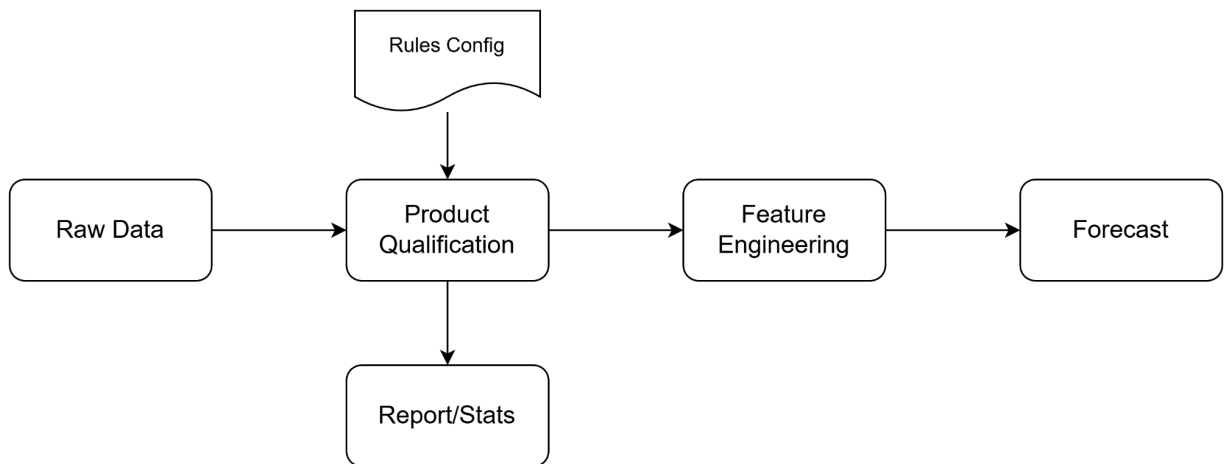 Rules Config
Raw Data
Product
Qualification
Feature
Engineering
Forecast
Report/Stats